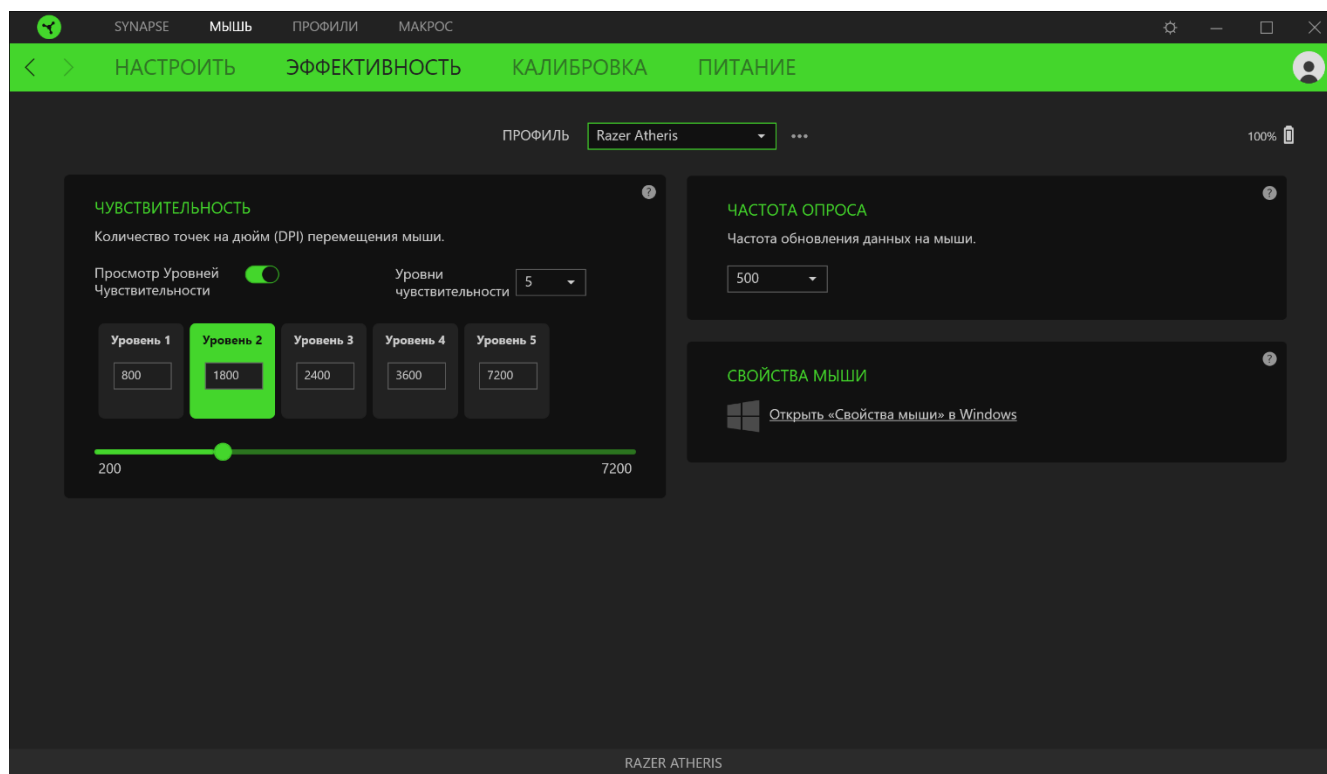 SYNAPSE МЫШЬ ПРОФИЛИ МАКРОС
НАСТРОИТЬ ЭФФЕКТИВНОСТЬ КАЛИБРОВКА ПИТАНИЕ
ПРОФИЛЬ Razer Atheris
100%
ЧУВСТВИТЕЛЬНОСТЬ
Количество точек на дюйм (DPI) перемещения мыши.
Просмотр Уровней
Чувствительности
Уровни
чувствительности
5
Уровень 1 Уровень 2 Уровень 3 Уровень 4 Уровень 5
800 1800 2400 3600 7200
200 7200
ЧАСТОТА ОПРОСА
Частота обновления данных на мыши.
500
СВОЙСТВА МЫШИ
Открыть «Свойства мыши» в Windows
RAZER ATHERIS